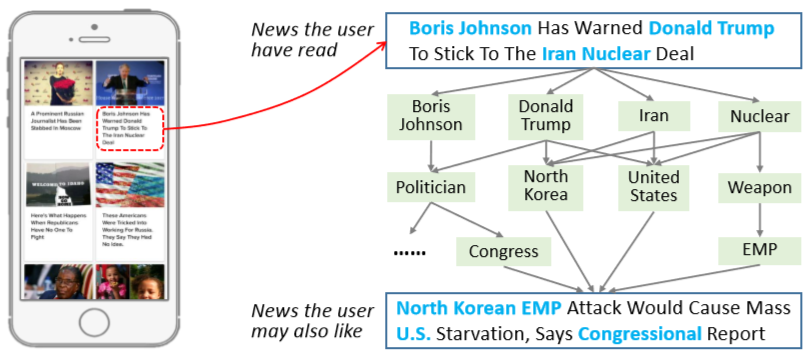 News the user
have read
Boris Johnson Has Warned Donald Trump
To Stick To The Iran Nuclear Deal
A Prominent Russian
Journalist Has Been
Stabbed In Moscow
Boris Johnson Has
Warned Donald
Trump To Stick To
The Iran Nuclear
Deal
WELCOME TO IDAHO
Here's What Happens
When Republicans
Have No One To
Fight
These Americans
Were Tricked Into
Working For Russia.
They Say They Had
No Idea.
Boris
Johnson
Donald
Trump
Iran
Nuclear
Politician
North
Korea
United
States
Weapon
......
Congress
EMP
News the user
may also like
North Korean EMP Attack Would Cause Mass
U.S. Starvation, Says Congressional Report